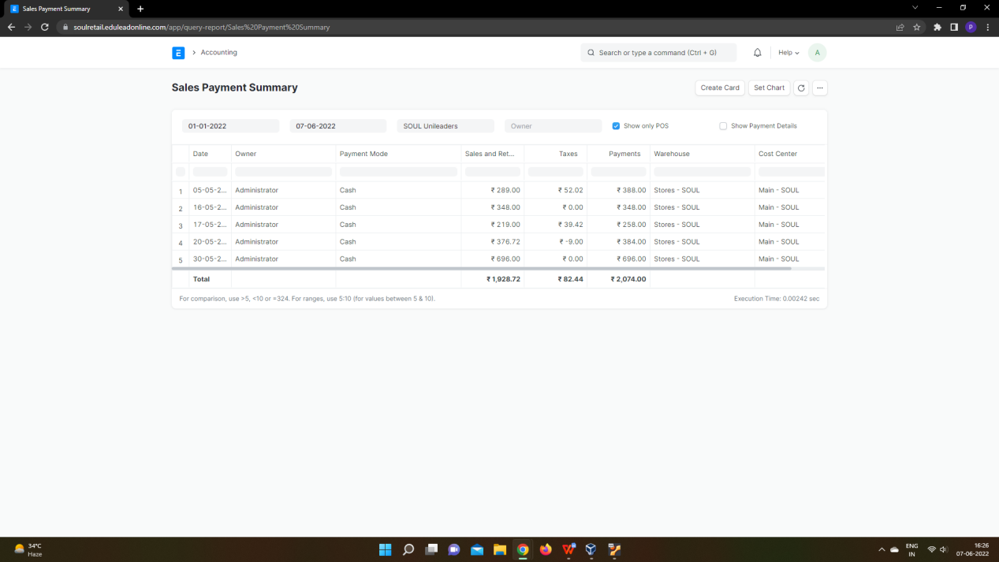 Sales Payment Summary
soulretail.eduleadonline.com/app/query-report/Sales%20Payment%20Summary
P
E
Accounting
Search or type a command (Ctrl + G)
Help
A
Sales Payment Summary
Create Card
Set Chart
01-01-2022
07-06-2022
SOUL Unileaders
Owner
Show only POS
Show Payment Details
Date Owner Payment Mode Sales and Ret... Taxes Payments Warehouse Cost Center
1 05-05-2... Administrator Cash ₹ 289.00 ₹ 52.02 ₹ 388.00 Stores - SOUL Main - SOUL
2 16-05-2... Administrator Cash ₹ 348.00 ₹ 0.00 ₹ 348.00 Stores - SOUL Main - SOUL
3 17-05-2... Administrator Cash ₹ 219.00 ₹ 39.42 ₹ 258.00 Stores - SOUL Main - SOUL
4 20-05-2... Administrator Cash ₹ 376.72 ₹ -9.00 ₹ 384.00 Stores - SOUL Main - SOUL
5 30-05-2... Administrator Cash ₹ 696.00 ₹ 0.00 ₹ 696.00 Stores - SOUL Main - SOUL
Total ₹ 1,928.72 ₹ 82.44 ₹ 2,074.00
For comparison, use >5, <10 or =324. For ranges, use 5:10 (for values between 5 & 10).
Execution Time: 0.00242 sec
34°C
Haze
ENG
IN
16:26
07-06-2022